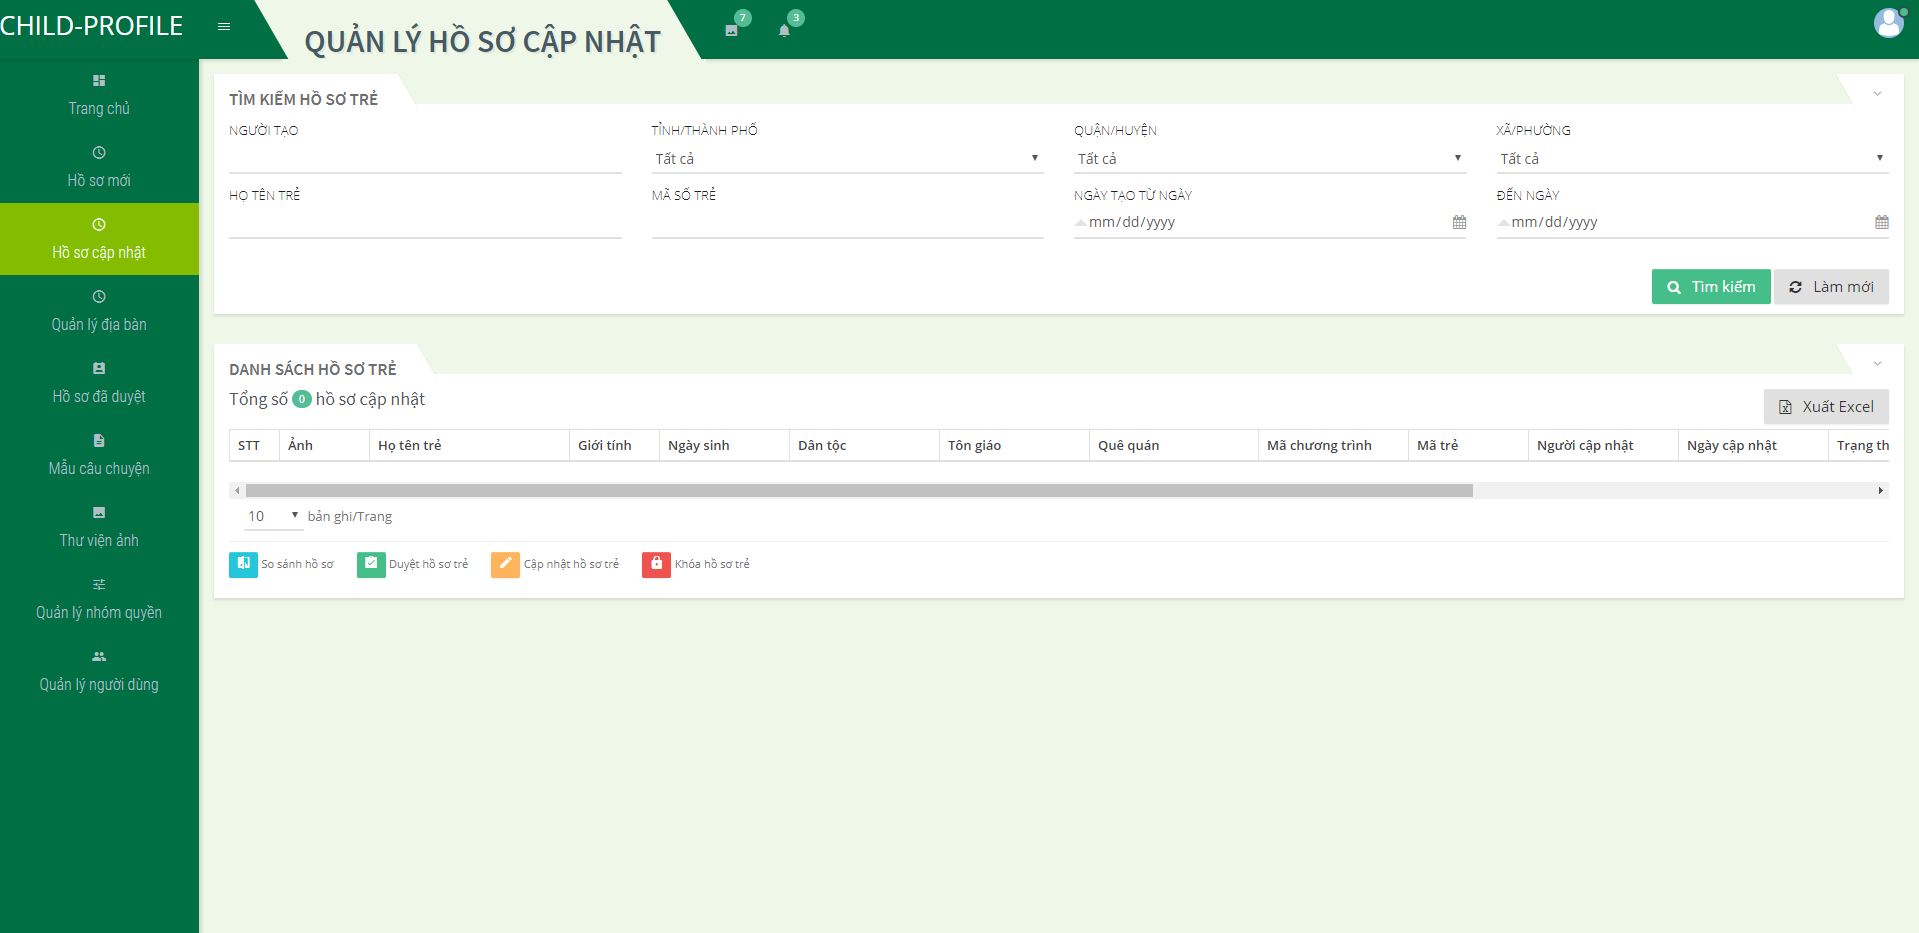 CHILD-PROFILE
QUẢN LÝ HỒ SƠ CẬP NHẬT
7
3
Trang chủ
Hồ sơ mới
Hồ sơ cập nhật
Quản lý địa bàn
Hồ sơ đã duyệt
Mẫu câu chuyện
Thư viện ảnh
Quản lý nhóm quyền
Quản lý người dùng
TÌM KIẾM HỒ SƠ TRẺ
NGƯỜI TẠO
TỈNH/THÀNH PHỐ
QUẬN/HUYỆN
XÃ/PHƯỜNG
Tất cả
Tất cả
Tất cả
HỌ TÊN TRẺ
MÃ SỐ TRẺ
NGÀY TẠO TỪ NGÀY
ĐẾN NGÀY
mm/dd/yyyy
mm/dd/yyyy
Tìm kiếm
Làm mới
DANH SÁCH HỒ SƠ TRẺ
Tổng số 0 hồ sơ cập nhật
Xuất Excel
STT Ảnh Họ tên trẻ Giới tính Ngày sinh Dân tộc Tôn giáo Quê quán Mã chương trình Mã trẻ Người cập nhật Ngày cập nhật Trạng th
10 bản ghi/Trang
So sánh hồ sơ Duyệt hồ sơ trẻ Cập nhật hồ sơ trẻ Khóa hồ sơ trẻ